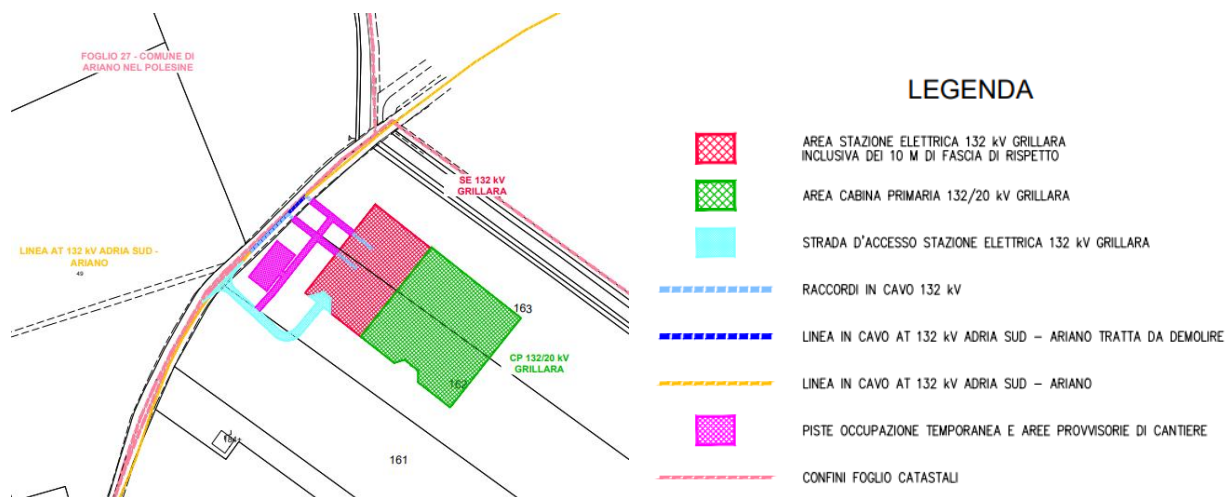 FOGLIO 27 - COMUNE DI
ARIANO NEL POLESINE
SE 132 kV
GRILLARA
LINEA AT 132 kV ADRIA SUD -
ARIANO
49
163
CP 132/20 kV
GRILLARA
162
184
161
LEGENDA
AREA STAZIONE ELETTRICA 132 kV GRILLARA
INCLUSIVA DEI 10 M DI FASCIA DI RISPETTO
AREA CABINA PRIMARIA 132/20 kV GRILLARA
STRADA D'ACCESSO STAZIONE ELETTRICA 132 kV GRILLARA
RACCORDI IN CAVO 132 kV
LINEA IN CAVO AT 132 kV ADRIA SUD – ARIANO TRATTA DA DEMOLIRE
LINEA IN CAVO AT 132 kV ADRIA SUD – ARIANO
PISTE OCCUPAZIONE TEMPORANEA E AREE PROVVISORIE DI CANTIERE
CONFINI FOGLIO CATASTALI